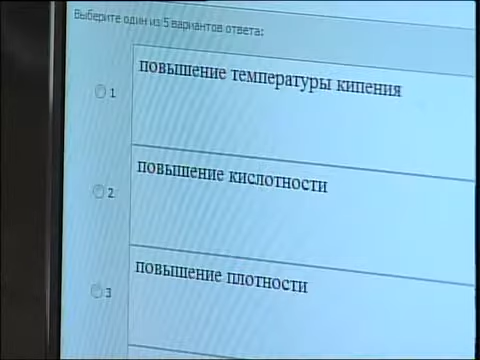 Выберите один из 5 вариантов ответа:
1 повышение температуры кипения
2 повышение кислотности
3 повышение плотности